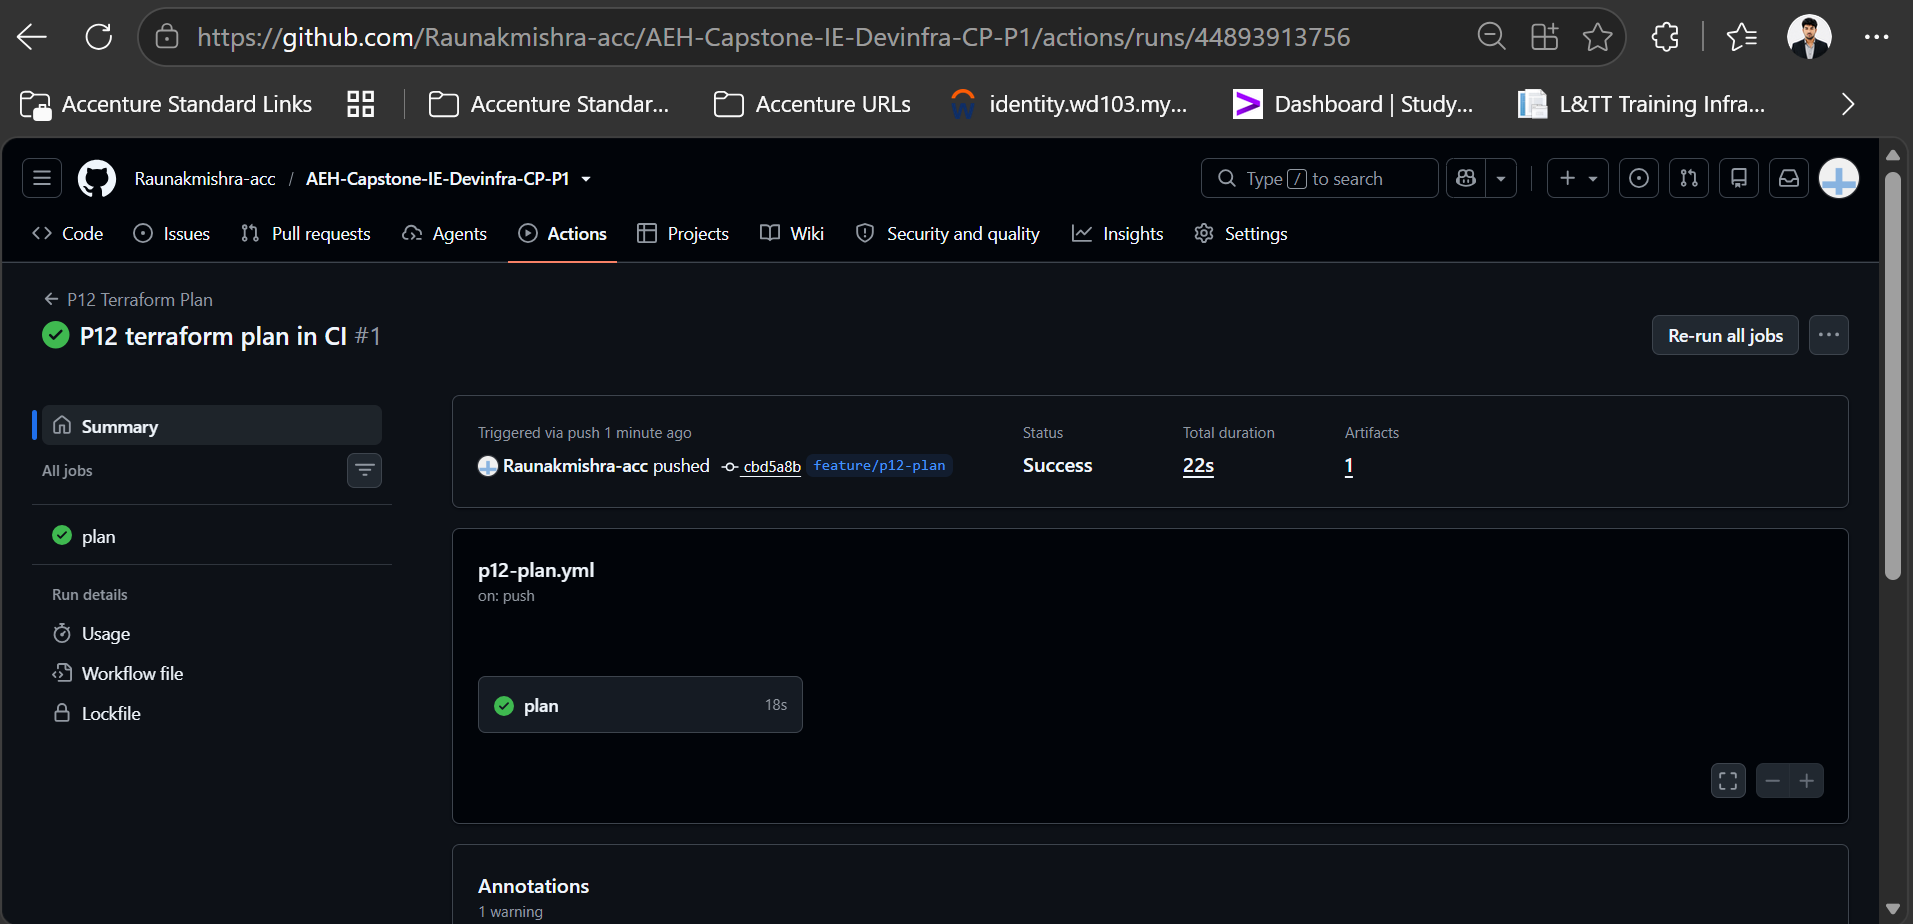 https://github.com/Raunakmishra-acc/AEH-Capstone-IE-Devinfra-CP-P1/actions/runs/44893913756
Accenture Standard Links
Accenture Standar...
Accenture URLs
identity.wd103.my...
Dashboard | Study...
L&TT Training Infra...
Raunakmishra-acc / AEH-Capstone-IE-Devinfra-CP-P1
Type / to search
Code
Issues
Pull requests
Agents
Actions
Projects
Wiki
Security and quality
Insights
Settings
P12 Terraform Plan
P12 terraform plan in CI #1
Re-run all jobs
Summary
All jobs
plan
Run details
Usage
Workflow file
Lockfile
Triggered via push 1 minute ago
Raunakmishra-acc pushed cbd5a8b feature/p12-plan
Status
Success
Total duration
22s
Artifacts
1
p12-plan.yml
on: push
plan
18s
Annotations
1 warning